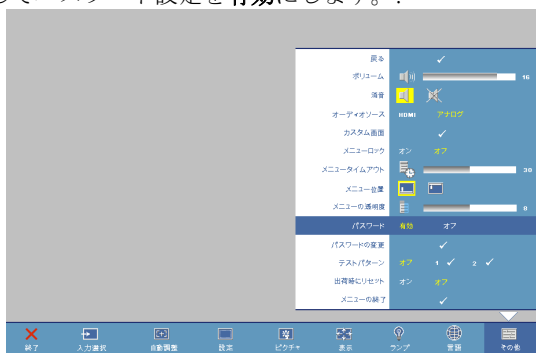 パスワード設定を有効にします。.
戻る
ボリューム 16
消音
オーディオソース HDMI アナログ
カスタム画面
メニューロック オン オフ
メニュータイムアウト 30
メニュー位置
メニューの透明度 0
パスワード 有効 オフ
パスワードの変更
テストパターン オフ 1 2
出荷時にリセット オン オフ
メニューの終了
終了 入力選択 自動調整 設定 ピクチャ 表示 ランプ 言語 その他